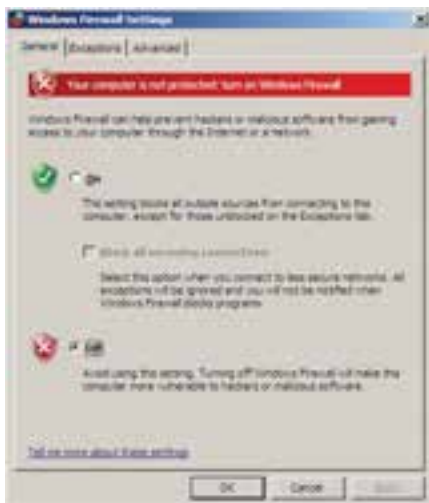 Windows Firewall Settings
General Exceptions Advanced
Your computer is not protected: turn on Windows Firewall
Windows Firewall can help prevent hackers or malicious software from gaining
access to your computer through the Internet or a network.
On
This setting blocks all outside sources from connecting to this
computer, except for those unblocked on the Exceptions tab.
Block all incoming connections
Select this option when you connect to less secure networks. All
exceptions will be ignored and you will not be notified when
Windows Firewall blocks programs.
Off
Avoid using this setting. Turning off Windows Firewall will make this
computer more vulnerable to hackers or malicious software.
Tell me more about these settings
OK Cancel